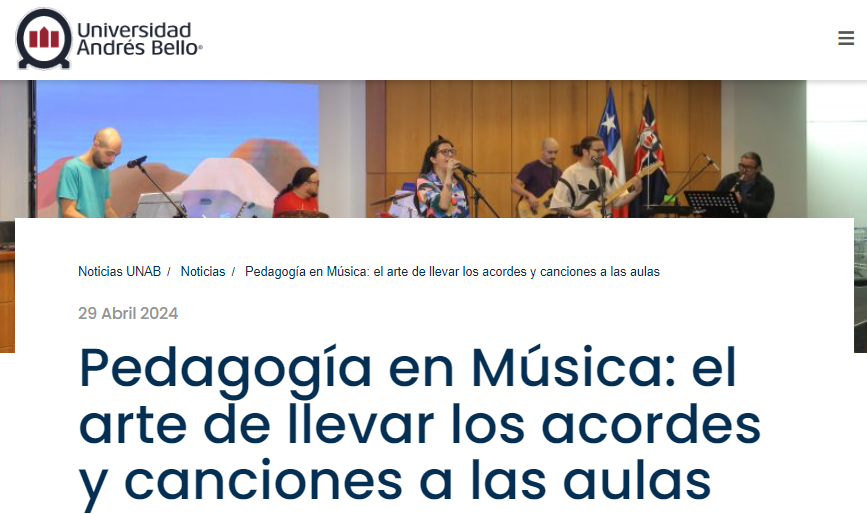 Universidad
Andrés Bello®
Noticias UNAB / Noticias / Pedagogía en Música: el arte de llevar los acordes y canciones a las aulas
29 Abril 2024
Pedagogía en Música: el
arte de llevar los acordes
y canciones a las aulas